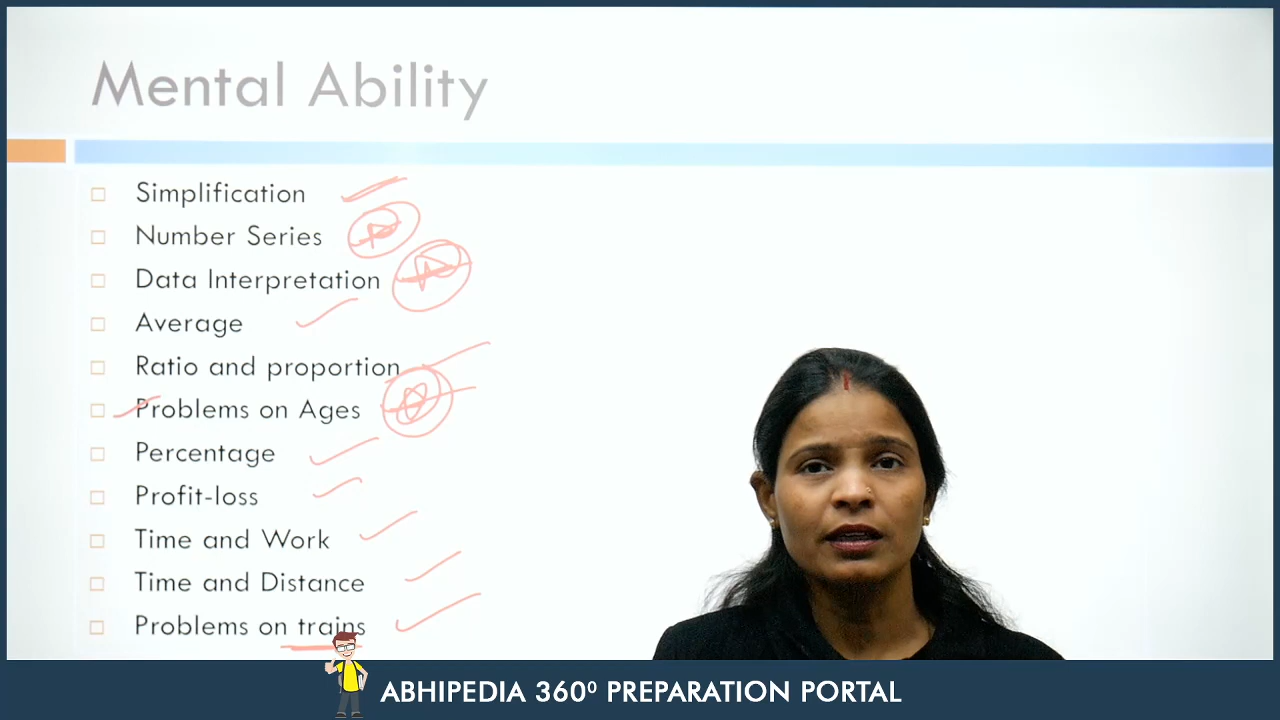 Mental Ability
Simplification
Number Series
Data Interpretation
Average
Ratio and proportion
Problems on Ages
Percentage
Profit-loss
Time and Work
Time and Distance
Problems on trains
ABHIPEDIA 360⁰ PREPARATION PORTAL